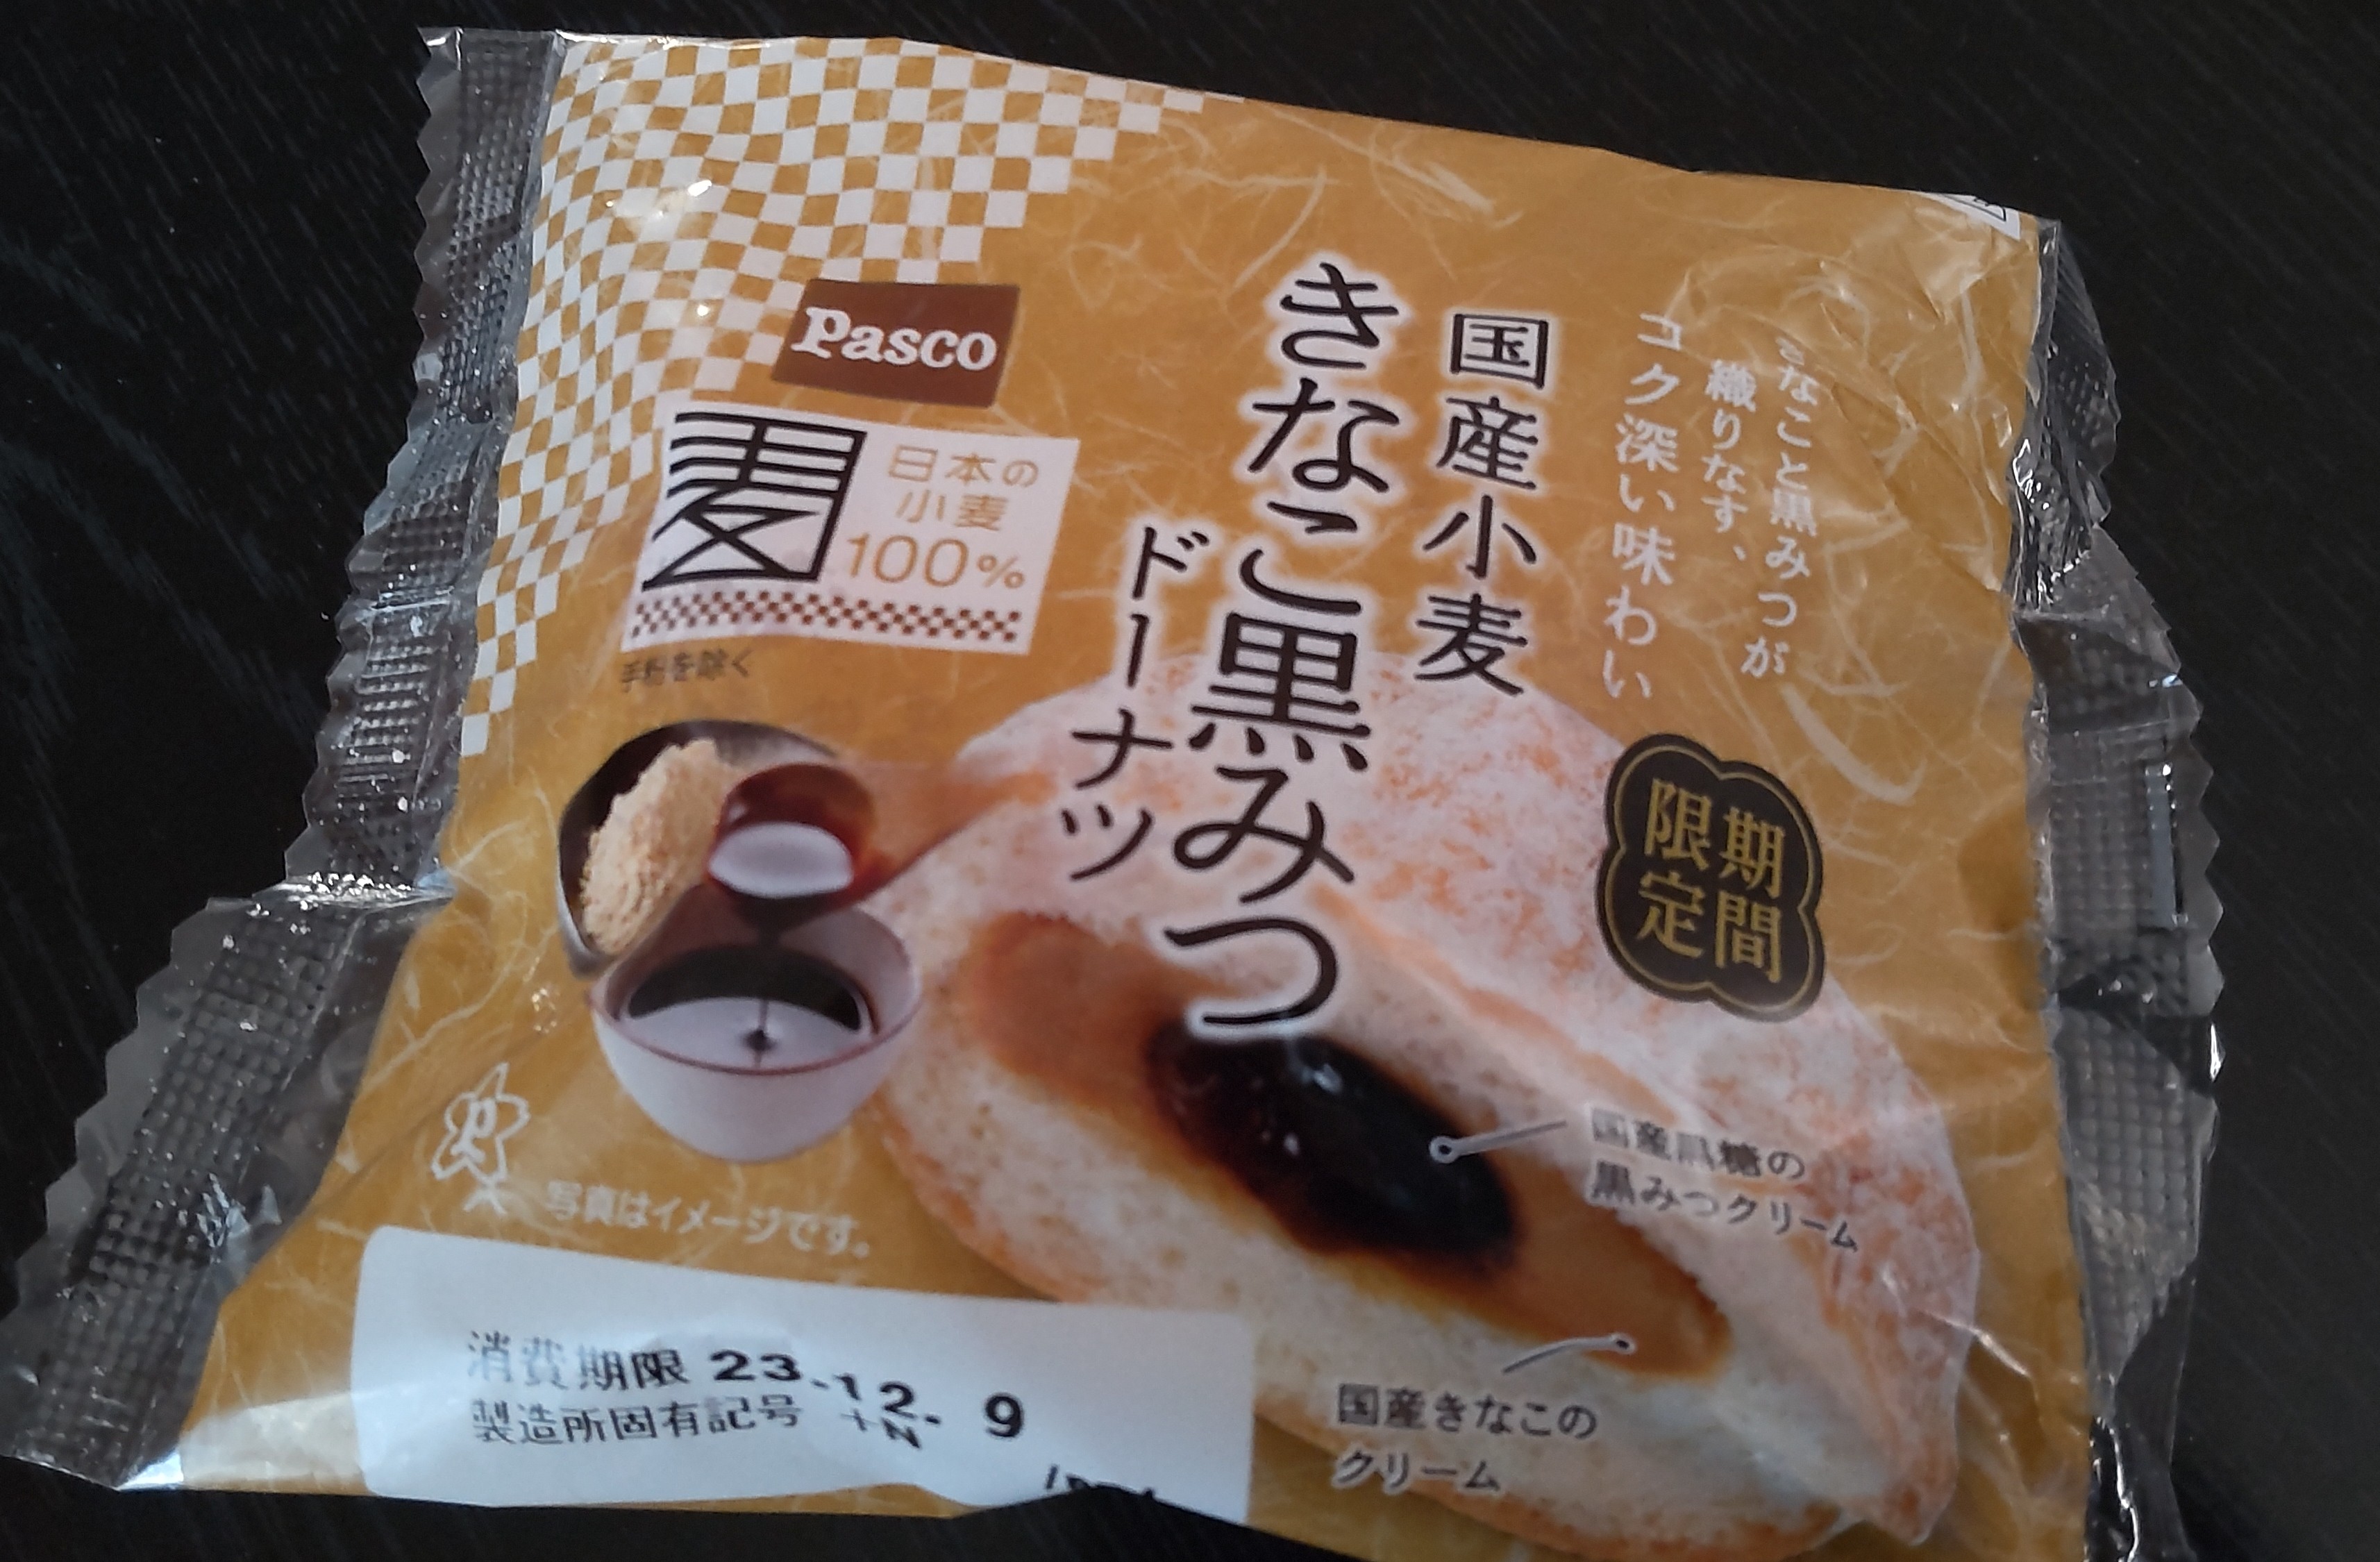 Pasco
麦
日本の
小麦
100%
手粉を除く
きなこと黒みつが
織りなす、
コク深い味わい
国産小麦
きなこ黒みつ
ドーナツ
期間
限定
国産黒糖の
黒みつクリーム
国産きなこの
クリーム
写真はイメージです。
消費期限 23.-12.-9
製造所固有記号 +N